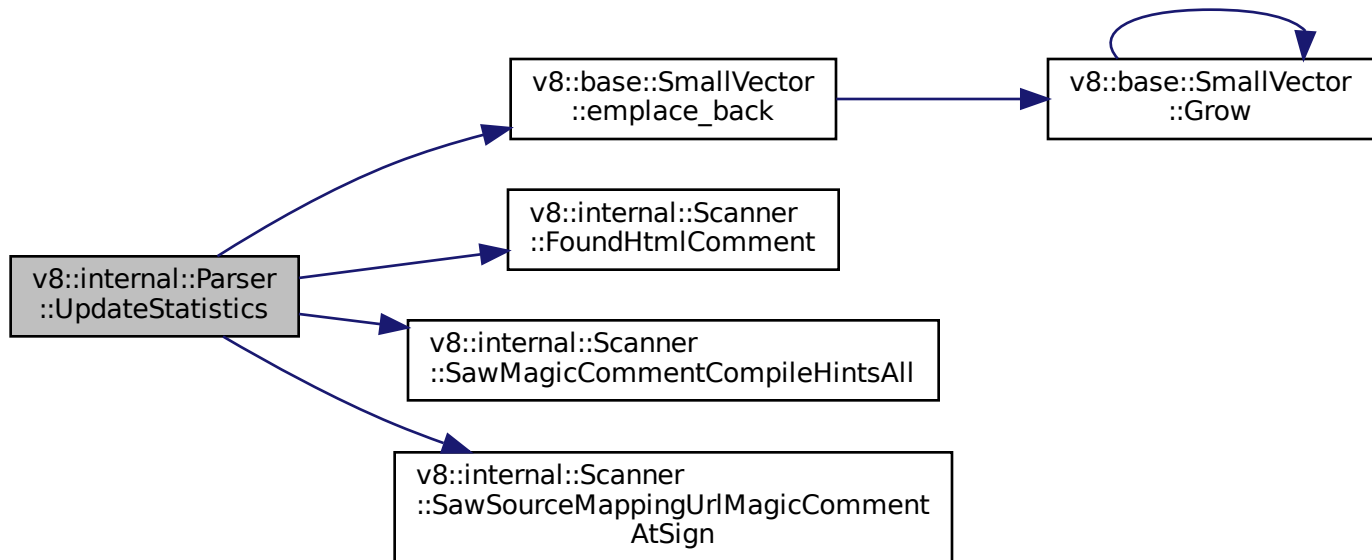 v8::base::SmallVector
::emplace_back
v8::base::SmallVector
::Grow
v8::internal::Scanner
::FoundHtmlComment
v8::internal::Parser
::UpdateStatistics
v8::internal::Scanner
::SawMagicCommentCompileHintsAll
v8::internal::Scanner
::SawSourceMappingUrlMagicComment
AtSign